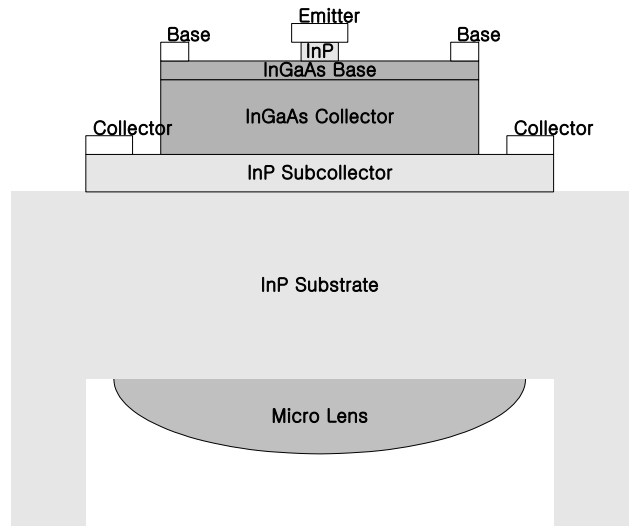 Emitter
Base
Base
InP
InGaAs Base
InGaAs Collector
Collector
Collector
InP Subcollector
InP Substrate
Micro Lens